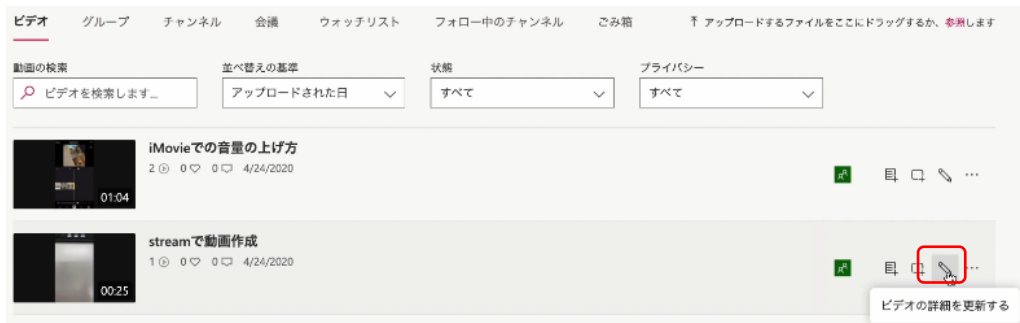 ビデオ グループ チャンネル 会議 ウォッチリスト フォロー中のチャンネル ごみ箱 アップロードするファイルをここにドラッグするか、参照します
動画の検索 並べ替えの基準 状態 プライバシー
ビデオを検索します... アップロードされた日 すべて すべて
iMovieでの音量の上げ方
2 0 0 4/24/2020
01:04
streamで動画作成
1 0 0 4/24/2020
00:25
ビデオの詳細を更新する